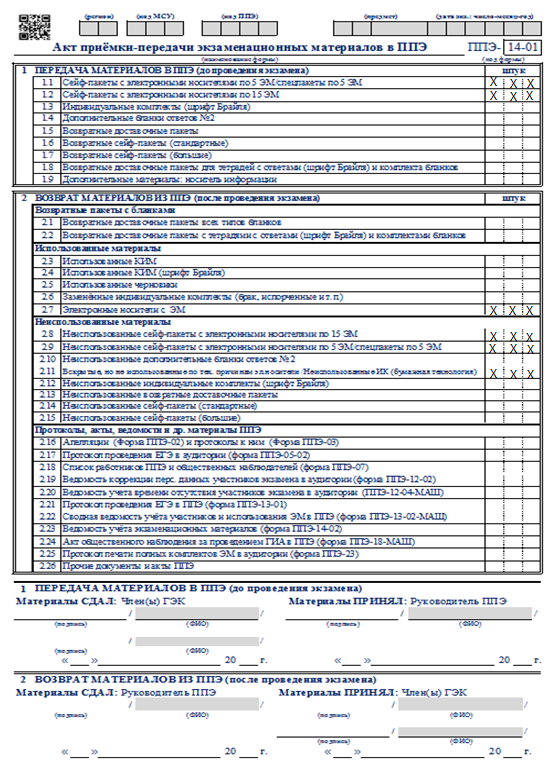 (регион) (код МСУ) (код ППЭ) (предмет) (дата экз.: число-месяц-год)
Акт приёмки-передачи экзаменационных материалов в ППЭ ППЭ- 14-01
(наименование формы) (код формы)
1 ПЕРЕДАЧА МАТЕРИАЛОВ В ППЭ (до проведения экзамена) штук
1.1 Сейф-пакеты с электронными носителями по 5 ЭМ/спецпакеты по 5 ЭМ X X X
1.2 Сейф-пакеты с электронными носителями по 15 ЭМ X X X
1.3 Индивидуальные комплекты (шрифт Брайля)
1.4 Дополнительные бланки ответов №2
1.5 Возвратные доставочные пакеты
1.6 Возвратные сейф-пакеты (стандартные)
1.7 Возвратные сейф-пакеты (большие)
1.8 Возвратные доставочные пакеты для тетрадей с ответами (шрифт Брайля) и комплекта бланков
1.9 Дополнительные материалы: носитель информации
2 ВОЗВРАТ МАТЕРИАЛОВ ИЗ ППЭ (после проведения экзамена) штук
Возвратные пакеты с бланками
2.1 Возвратные доставочные пакеты всех типов бланков
2.2 Возвратные доставочные пакеты с тетрадями с ответами (шрифт Брайля) и комплектами бланков
Использованные материалы
2.3 Использованные КИМ
2.4 Использованные КИМ (шрифт Брайля)
2.5 Использованные черновики
2.6 Заменённые индивидуальные комплекты (брак, испорченные и т.п.)
2.7 Электронные носители с ЭМ X X X
Неиспользованные материалы
2.8 Неиспользованные сейф-пакеты с электронными носителями по 15 ЭМ X X X
2.9 Неиспользованные сейф-пакеты с электронными носителями по 5 ЭМ/спецпакеты по 5 ЭМ X X X
2.10 Неиспользованные дополнительные бланки ответов №2
2.11 Вскрытые, но не использованные по тех. причинам эл.носители /Неиспользованные ИК (бумажная технология) X X X
2.12 Неиспользованные индивидуальные комплекты (шрифт Брайля)
2.13 Неиспользованные возвратные доставочные пакеты
2.14 Неиспользованные сейф-пакеты (стандартные)
2.15 Неиспользованные сейф-пакеты (большие)
Протоколы, акты, ведомости и др. материалы ППЭ
2.16 Апелляции (Форма ППЭ-02) и протоколы к ним (Форма ППЭ-03)
2.17 Протокол проведения ЕГЭ в аудитории (форма ППЭ-05-02)
2.18 Список работников ППЭ и общественных наблюдателей (форма ППЭ-07)
2.19 Ведомость коррекции перс. данных участников экзамена в аудитории (форма ППЭ-12-02)
2.20 Ведомость учета времени отсутствия участников экзамена в аудитории (ППЭ-12-04-МАШ)
2.21 Протокол проведения ЕГЭ в ППЭ (форма ППЭ-13-01)
2.22 Сводная ведомость учёта участников и использования ЭМ в ППЭ (форма ППЭ-13-02-МАШ)
2.23 Ведомость учёта экзаменационных материалов (форма ППЭ-14-02)
2.24 Акт общественного наблюдения за проведением ГИА в ППЭ (форма ППЭ-18-МАШ)
2.25 Протокол печати полных комплектов ЭМ в аудитории (форма ППЭ-23)
2.26 Прочие документы и акты ППЭ
1 ПЕРЕДАЧА МАТЕРИАЛОВ В ППЭ (до проведения экзамена)
Материалы СДАЛ: Член(ы) ГЭК Материалы ПРИНЯЛ: Руководитель ППЭ
/ / / /
(подпись) (ФИО) (подпись) (ФИО)
/ /
(подпись) (ФИО)
« » 20 г. « » 20 г.
2 ВОЗВРАТ МАТЕРИАЛОВ ИЗ ППЭ (после проведения экзамена)
Материалы СДАЛ: Руководитель ППЭ Материалы ПРИНЯЛ: Член(ы) ГЭК
/ / / /
(подпись) (ФИО) (подпись) (ФИО)
/ /
(подпись) (ФИО)
« » 20 г. « » 20 г.